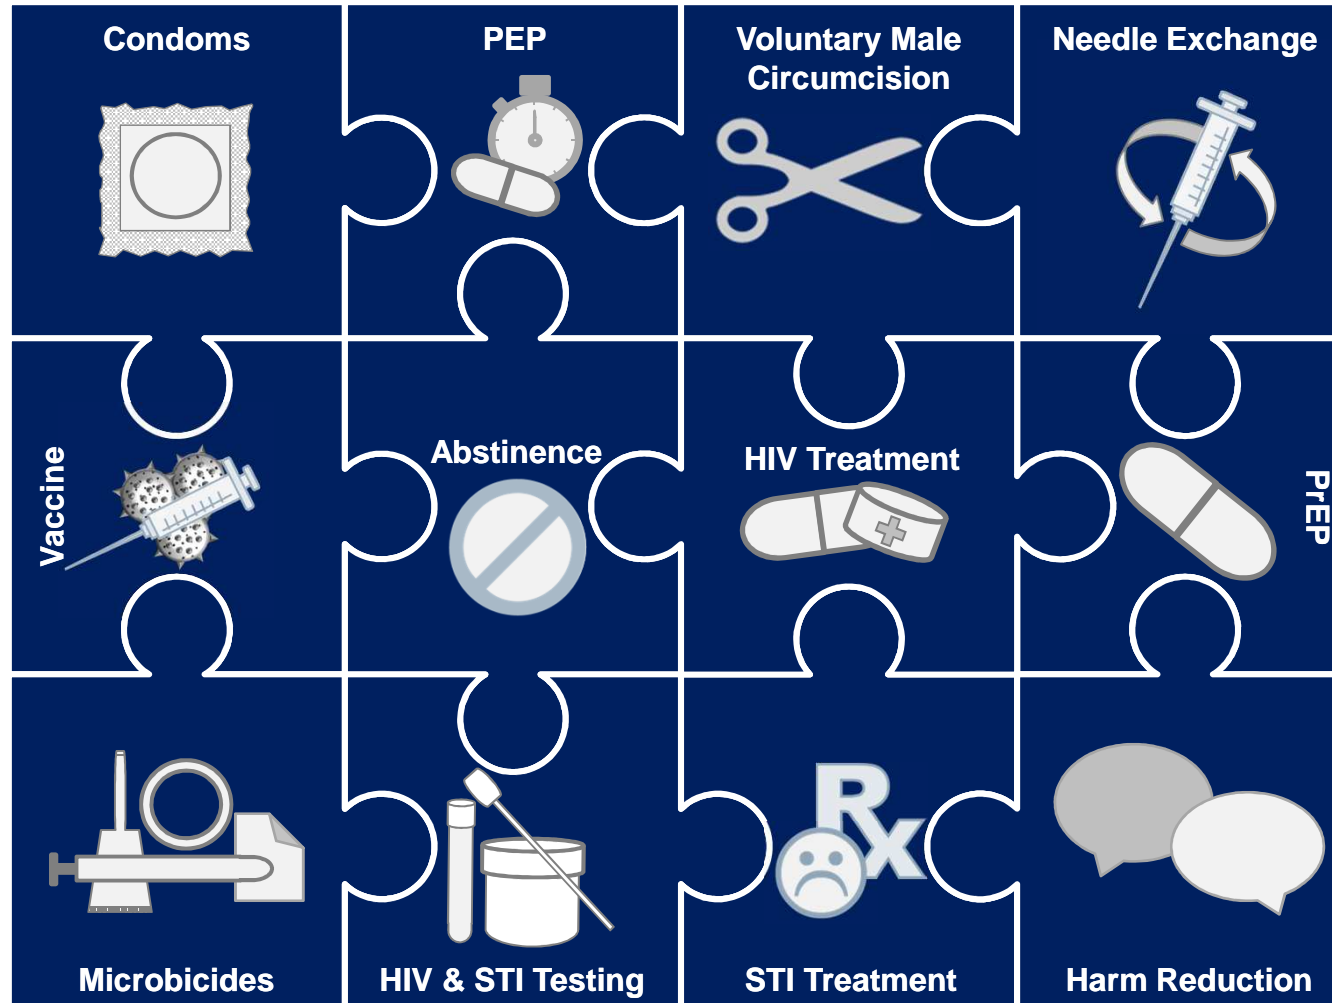 Condoms
PEP
Voluntary Male
Circumcision
Needle Exchange
Vaccine
Abstinence
HIV Treatment
PrEP
Rx
Microbicides
HIV & STI Testing
STI Treatment
Harm Reduction